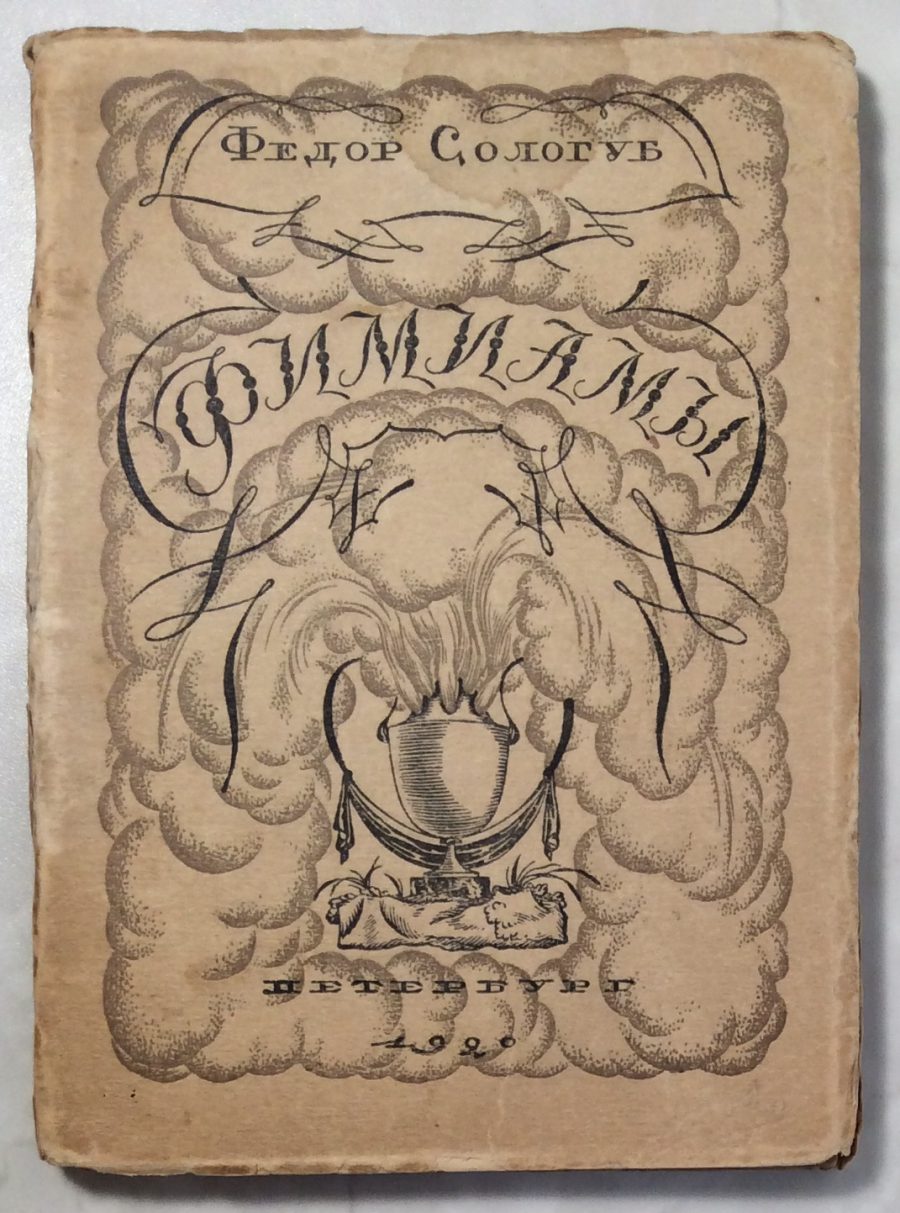 Федор Сологуб
Фимиамы
Петербург
1920